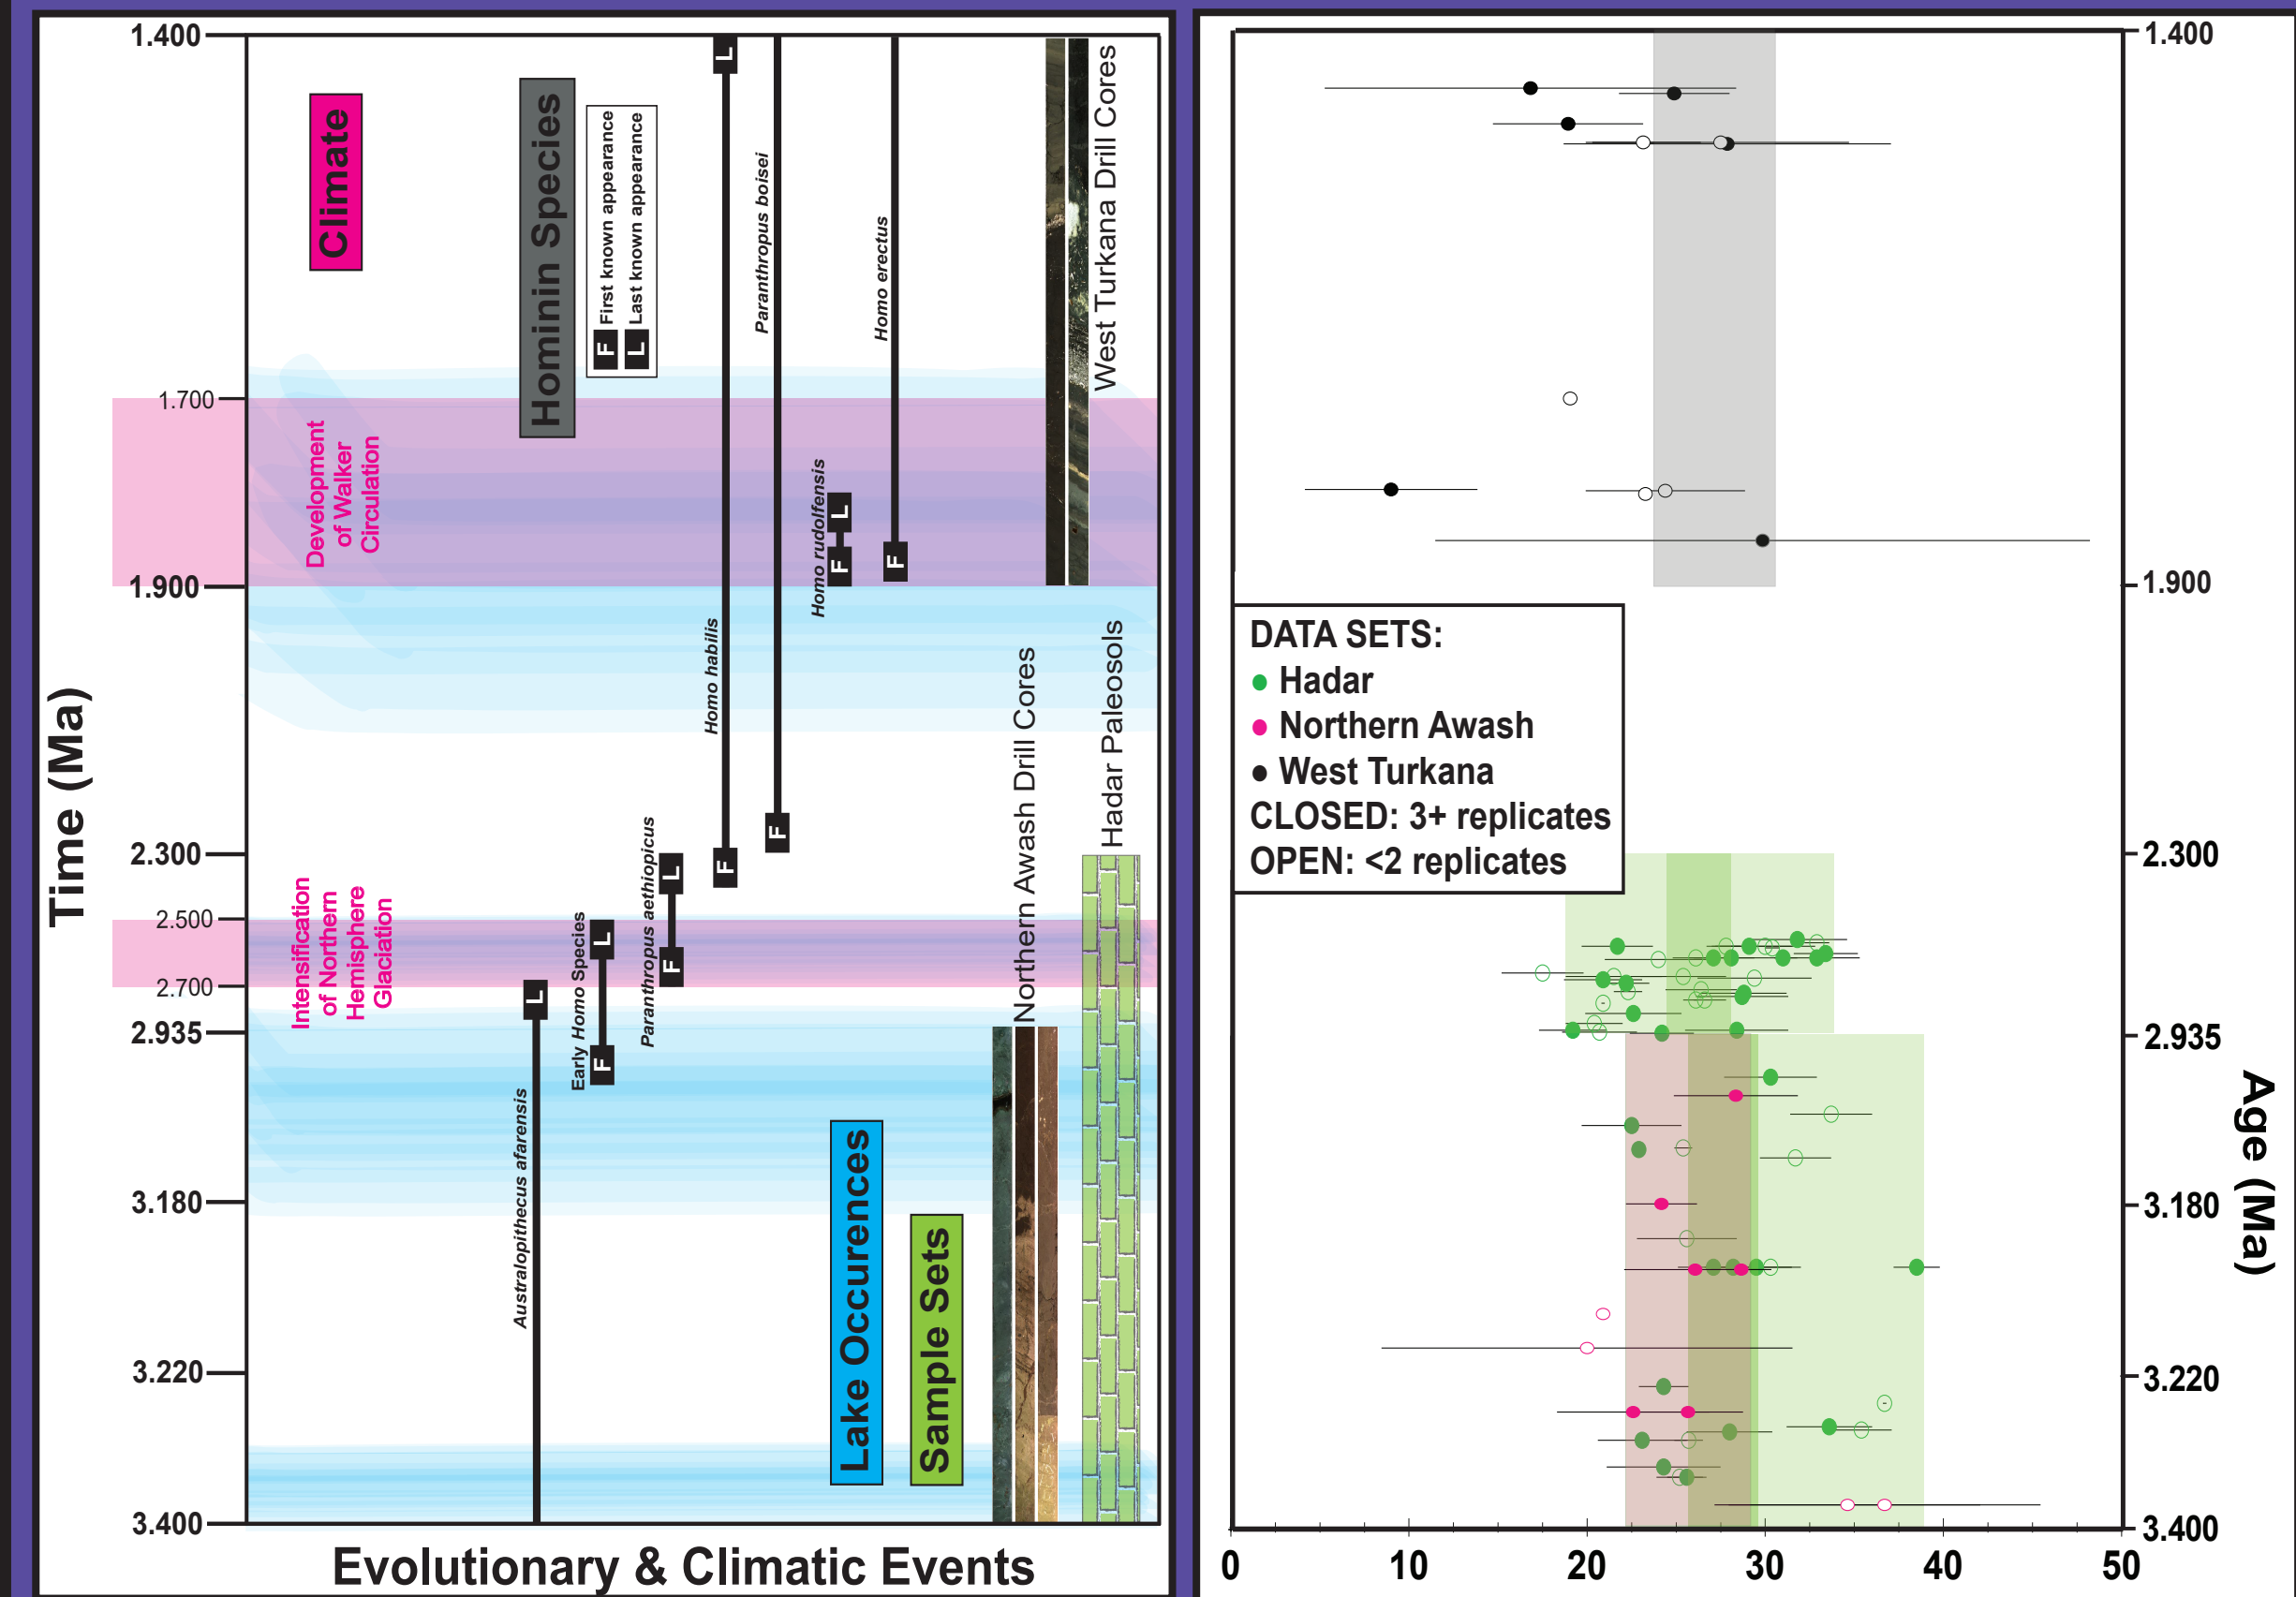 1.400
1.700
1.900
2.300
2.500
2.700
2.935
3.180
3.220
3.400
Time (Ma)
Climate
Development
of Walker
Circulation
Intensification
of Northern
Hemisphere
Glaciation
Hominin Species
F First known appearance
L Last known appearance
Australopithecus afarensis
L
Early Homo Species
L
F
Paranthropus aethiopicus
L
F
Homo habilis
L
F
Paranthropus boisei
F
Homo rudolfensis
L
F
Homo erectus
F
Lake Occurences
Sample Sets
West Turkana Drill Cores
Northern Awash Drill Cores
Hadar Paleosols
Evolutionary & Climatic Events
DATA SETS:
Hadar
Northern Awash
West Turkana
CLOSED: 3+ replicates
OPEN: <2 replicates
1.400
1.900
2.300
2.935
3.180
3.220
3.400
Age (Ma)
0 10 20 30 40 50